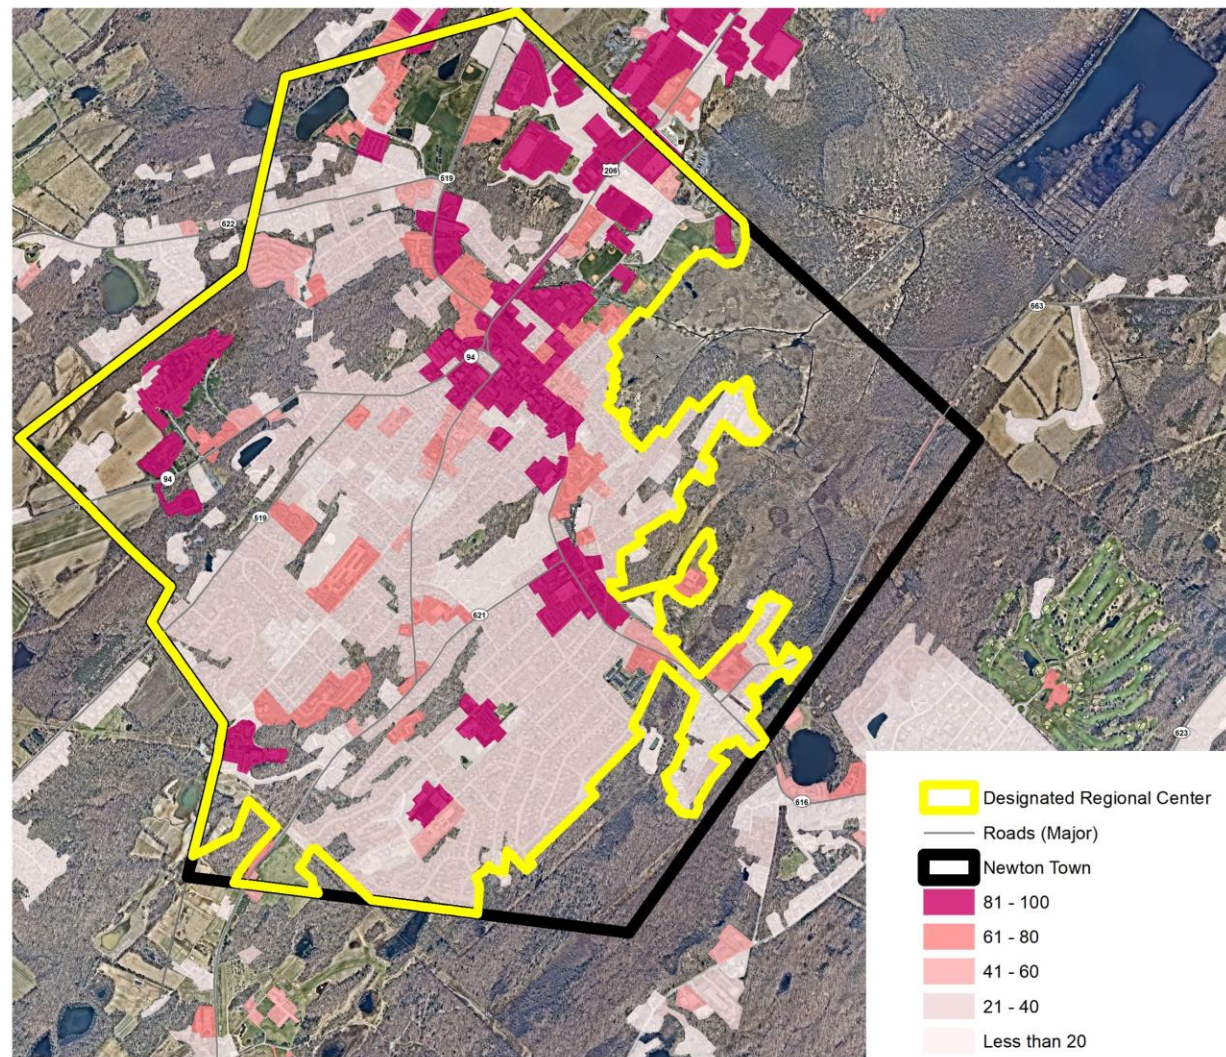 519
206
622
663
94
94
519
621
623
616
Designated Regional Center
Roads (Major)
Newton Town
81 - 100
61 - 80
41 - 60
21 - 40
Less than 20